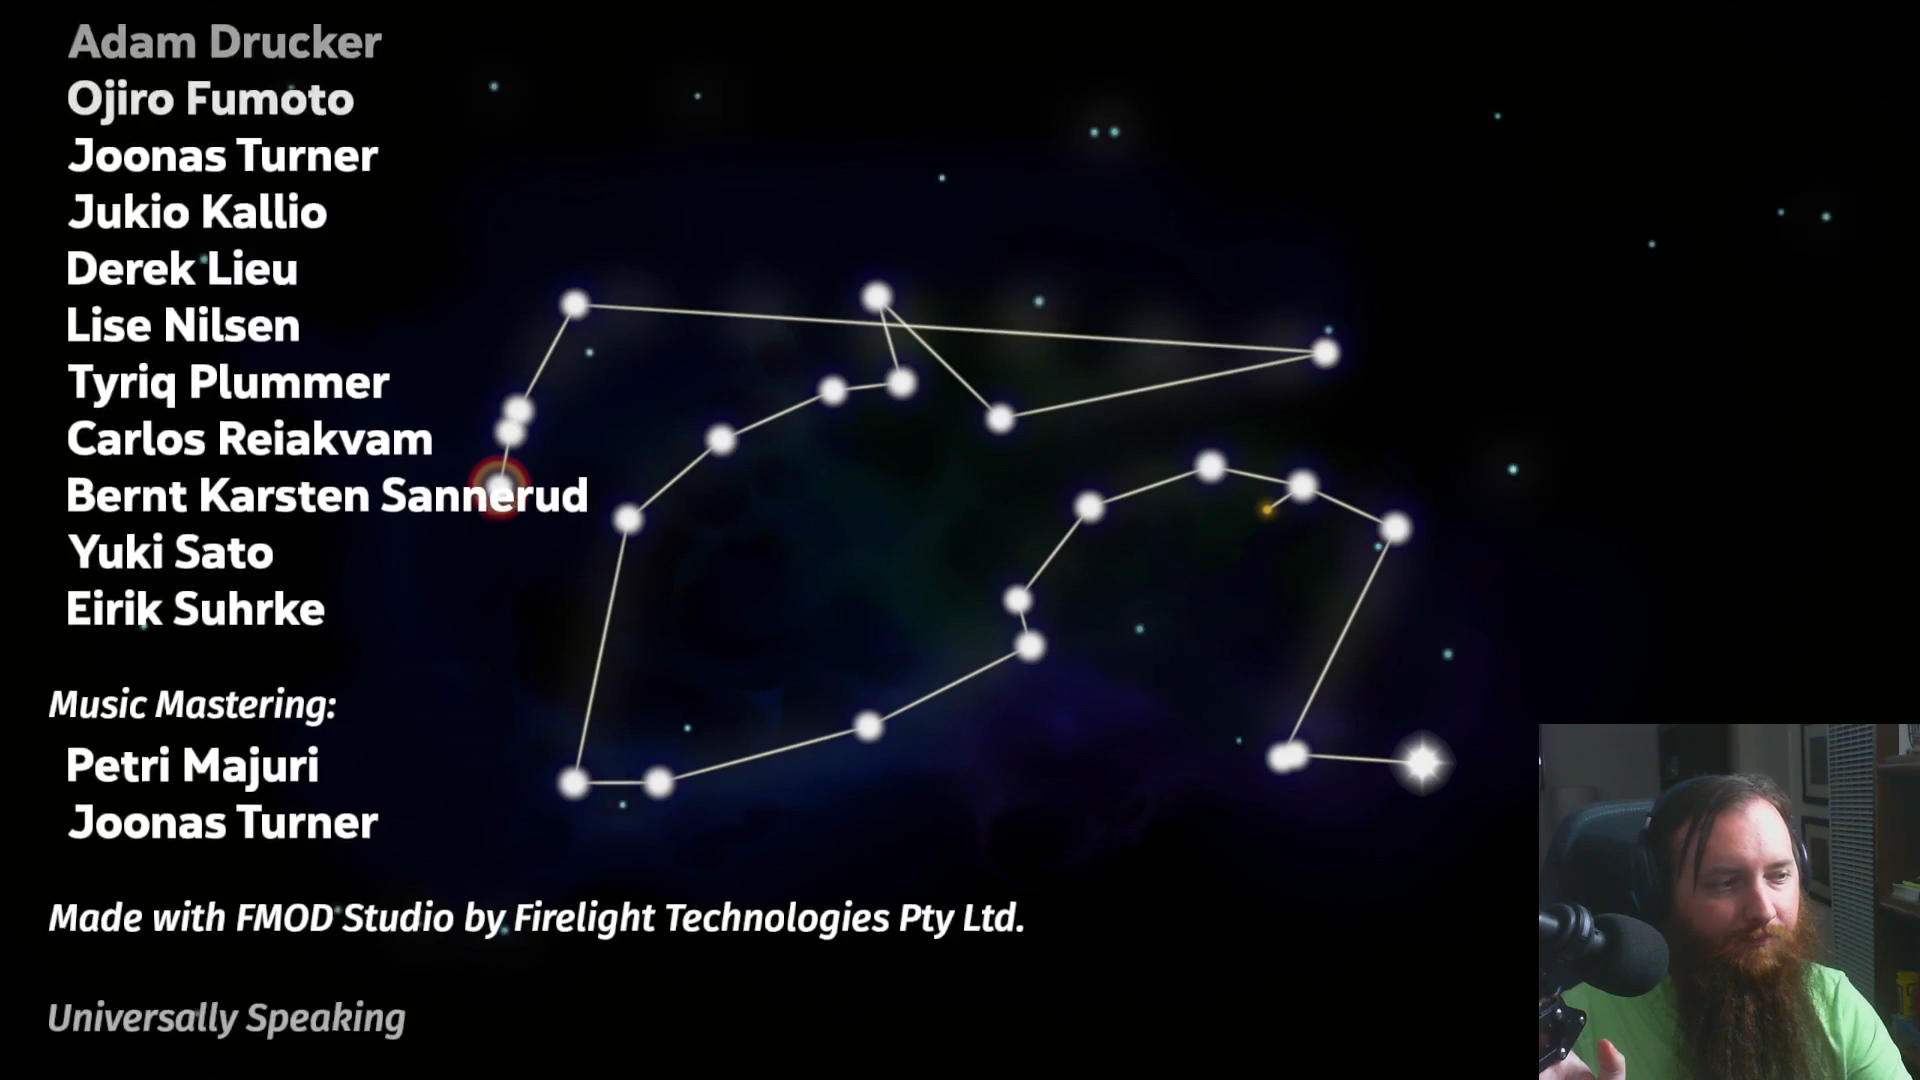 Adam Drucker
Ojiro Fumoto
Joonas Turner
Jukio Kallio
Derek Lieu
Lise Nilsen
Tyriq Plummer
Carlos Reiakvam
Bernt Karsten Sannerud
Yuki Sato
Eirik Suhrke
Music Mastering:
Petri Majuri
Joonas Turner
Made with FMOD Studio by Firelight Technologies Pty Ltd.
Universally Speaking